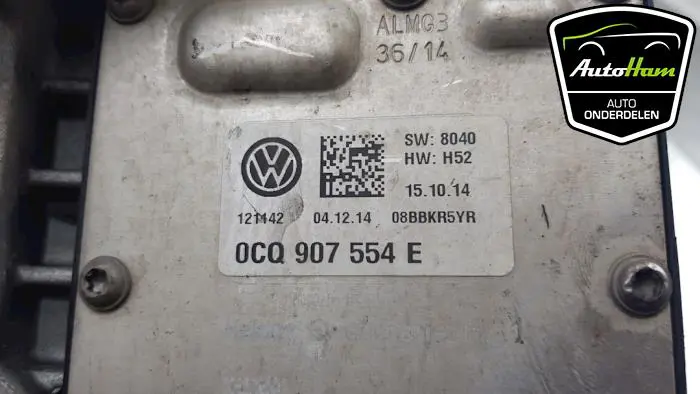 ALMG3
36/14
AutoHam
AUTO
ONDERDELEN
SW: 8040
HW: H52
15.10.14
121142 04.12.14 08BBKR5YR
0CQ 907 554 E